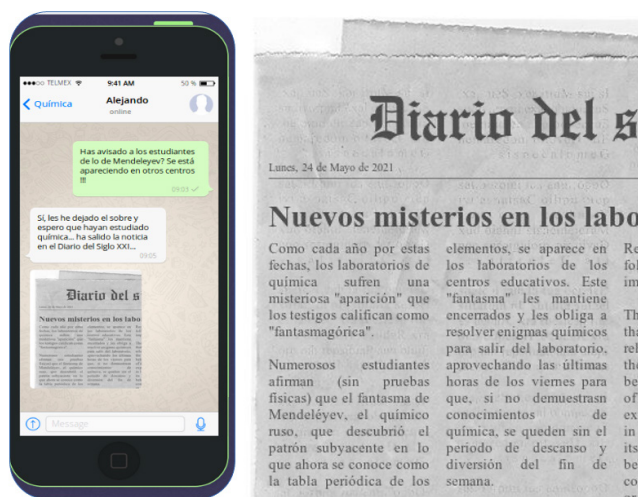 ●●●○○ TELMEX 9:41 AM 50 %
Química
Alejando
online
Has avisado a los estudiantes
de lo de Mendeleyev? Se está
apareciendo en otros centros
!!!
09:03
Sí, les he dejado el sobre y
espero que hayan estudiado
química... ha salido la noticia
en el Diario del Siglo XXI...
09:05
Diario del s
Nuevos misterios en los labo
Message
Diario del s
Lunes, 24 de Mayo de 2021
Nuevos misterios en los labo
Como cada año por estas
fechas, los laboratorios de
química sufren una
misteriosa "aparición" que
los testigos califican como
"fantasmagórica".
Numerosos estudiantes
afirman (sin pruebas
físicas) que el fantasma de
Mendeléyev, el químico
ruso, que descubrió el
patrón subyacente en lo
que ahora se conoce como
la tabla periódica de los
elementos, se aparece en
los laboratorios de los
centros educativos. Este
"fantasma" les mantiene
encerrados y les obliga a
resolver enigmas químicos
para salir del laboratorio,
aprovechando las últimas
horas de los viernes para
que, si no demuestrasn
conocimientos de
química, se queden sin el
periodo de descanso y
diversión del fin de
semana.